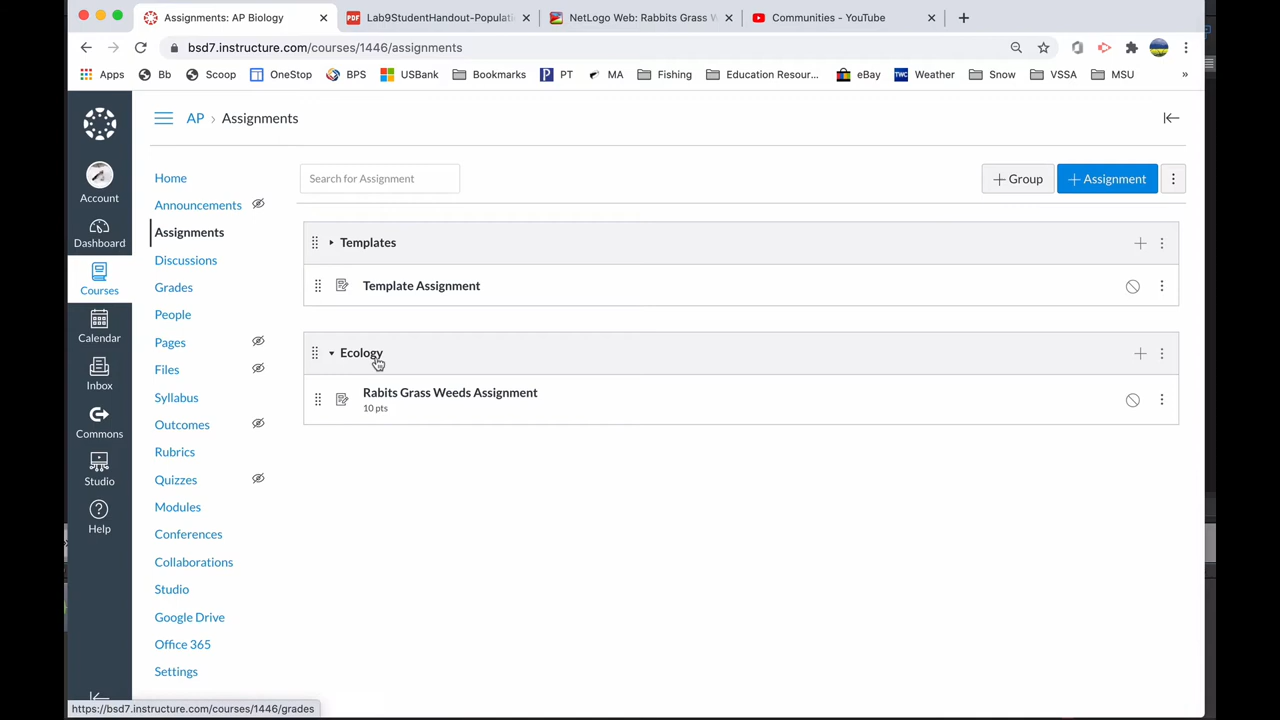 Assignments: AP Biology
Lab9StudentHandout-Populati
NetLogo Web: Rabbits Grass W
Communities - YouTube
bsd7.instructure.com/courses/1446/assignments
Apps
Bb
Scoop
OneStop
BPS
USBank
Bookmarks
PT
MA
Fishing
EducationResour...
eBay
Weather
Snow
VSSA
MSU
»
AP › Assignments
Account
Dashboard
Courses
Calendar
Inbox
Commons
Studio
Help
Home
Announcements
Assignments
Discussions
Grades
People
Pages
Files
Syllabus
Outcomes
Rubrics
Quizzes
Modules
Conferences
Collaborations
Studio
Google Drive
Office 365
Settings
Search for Assignment
+ Group
+ Assignment
Templates
Template Assignment
Ecology
Rabits Grass Weeds Assignment
10 pts
https://bsd7.instructure.com/courses/1446/grades